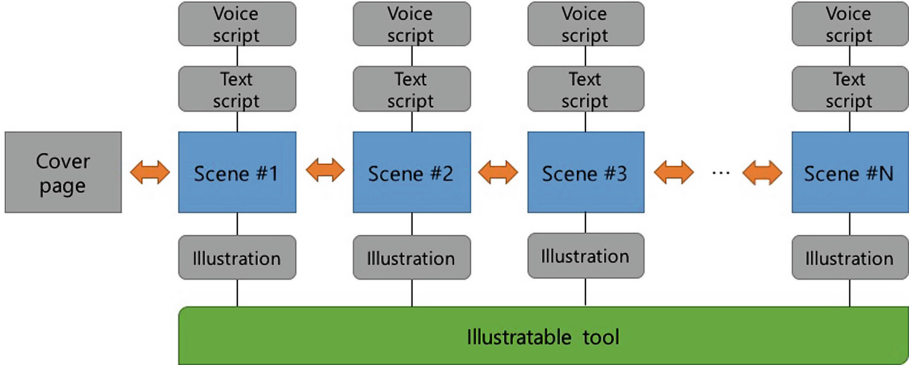 Voice
script
Voice
script
Voice
script
Voice
script
Text
script
Text
script
Text
script
Text
script
Cover
page
Scene #1
Scene #2
Scene #3
...
Scene #N
Illustration
Illustration
Illustration
Illustration
Illustratable tool